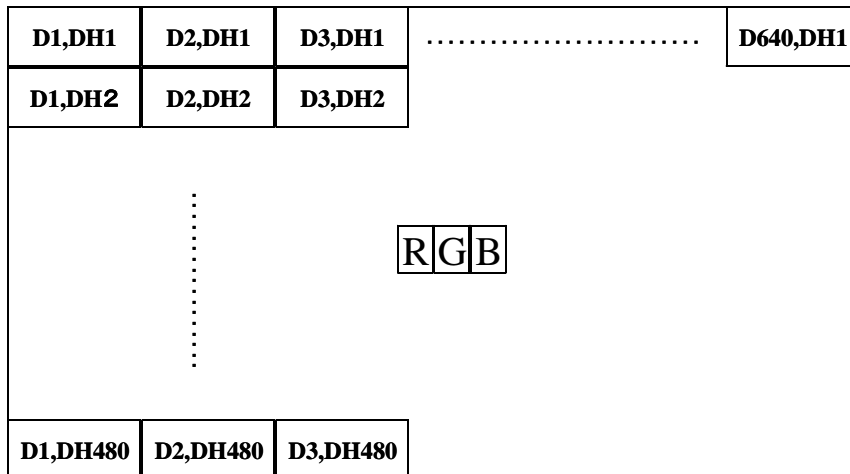 D1,DH1 D2,DH1 D3,DH1 .......................... D640,DH1
D1,DH2 D2,DH2 D3,DH2
R G B
D1,DH480 D2,DH480 D3,DH480